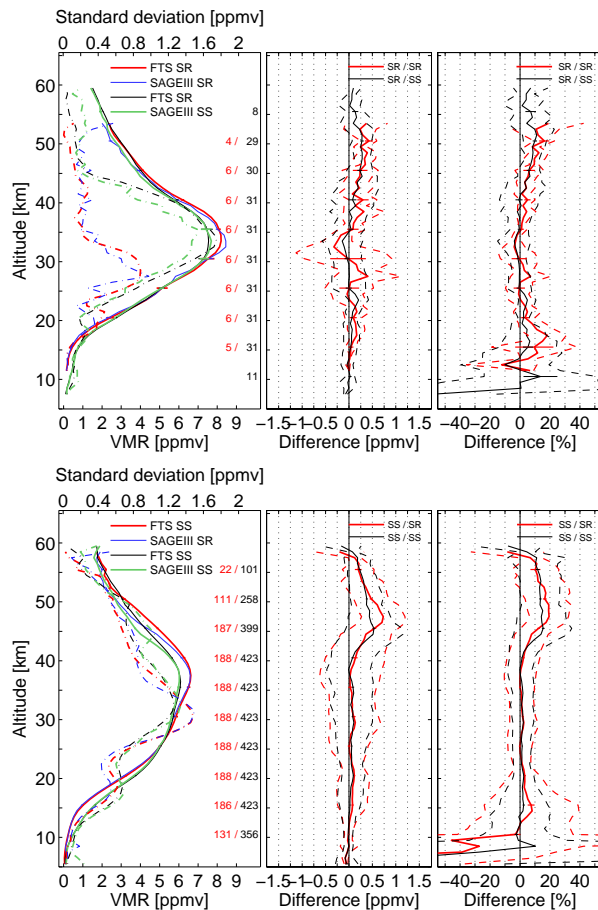 Standard deviation [ppmv]
0 0.4 0.8 1.2 1.6 2
FTS SR
SAGEIII SR
FTS SR
SAGEIII SS
SR / SR
SR / SS
SR / SR
SR / SS
60
50
40
30
20
10
Altitude [km]
8
4 / 29
6 / 30
6 / 31
6 / 31
6 / 31
6 / 31
6 / 31
5 / 31
11
0 1 2 3 4 5 6 7 8 9
VMR [ppmv]
−1.5 −1 −0.5 0 0.5 1 1.5
Difference [ppmv]
−40 −20 0 20 40
Difference [%]
Standard deviation [ppmv]
0 0.4 0.8 1.2 1.6 2
FTS SS
SAGEIII SR
FTS SS
SAGEIII SS
SS / SR
SS / SS
SS / SR
SS / SS
60
50
40
30
20
10
Altitude [km]
22 / 101
111 / 258
187 / 399
188 / 423
188 / 423
188 / 423
188 / 423
186 / 423
131 / 356
0 1 2 3 4 5 6 7 8 9
VMR [ppmv]
−1.5 −1 −0.5 0 0.5 1 1.5
Difference [ppmv]
−40 −20 0 20 40
Difference [%]